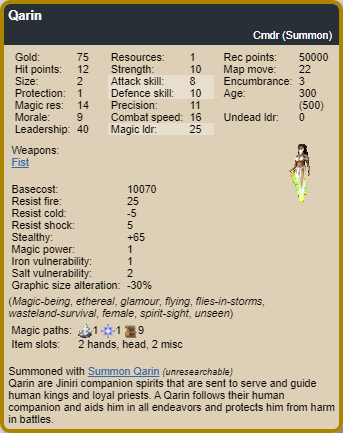 Qarin
Cmdr (Summon)
Gold: 75 Resources: 1 Rec points: 50000
Hit points: 12 Strength: 10 Map move: 22
Size: 2 Attack skill: 8 Encumbrance: 3
Protection: 1 Defence skill: 10 Age: 300
Magic res: 14 Precision: 11 (500)
Morale: 9 Combat speed: 16 Undead ldr: 0
Leadership: 40 Magic ldr: 25
Weapons:
Fist
Basecost: 10070
Resist fire: 25
Resist cold: -5
Resist shock: 5
Stealthy: +65
Magic power: 1
Iron vulnerability: 1
Salt vulnerability: 2
Graphic size alteration: -30%
(Magic-being, ethereal, glamour, flying, flies-in-storms,
wasteland-survival, female, spirit-sight, unseen)
Magic paths: 1 1 9
Item slots: 2 hands, head, 2 misc
Summoned with Summon Qarin (unresearchable)
Qarin are Jiniri companion spirits that are sent to serve and guide
human kings and loyal priests. A Qarin follows their human
companion and aids him in all endeavors and protects him from harm
in battles.